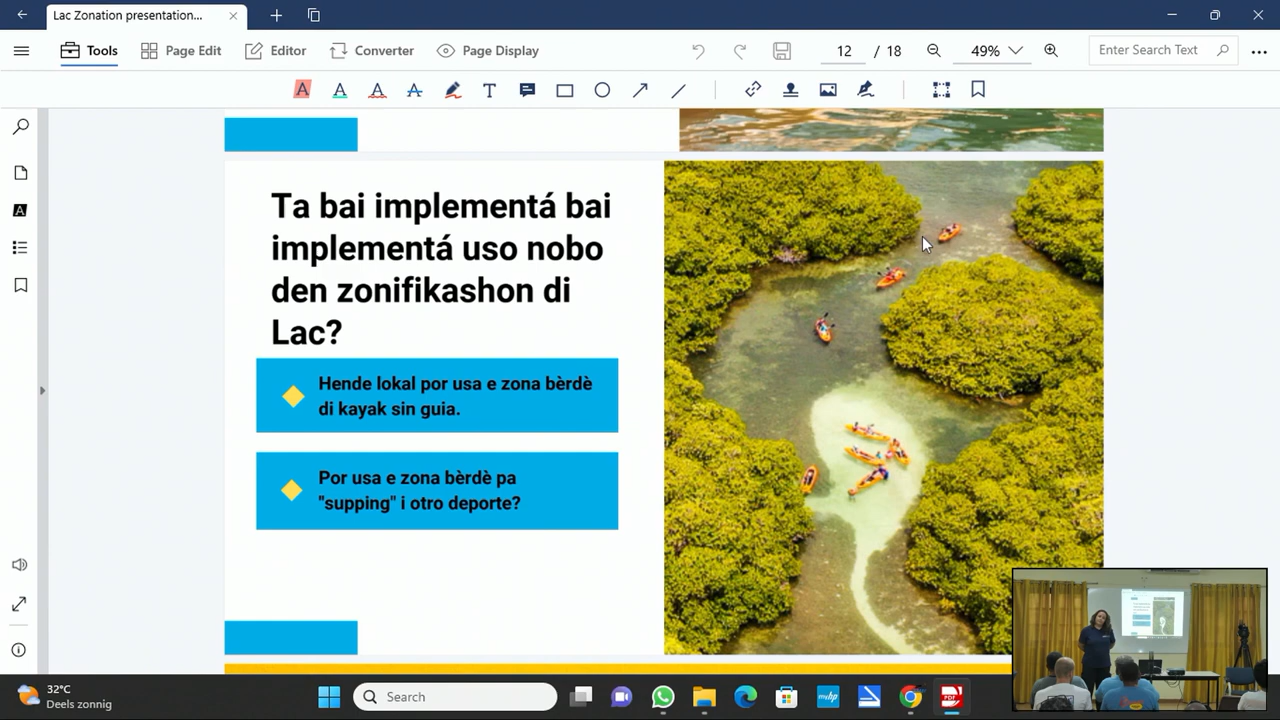 Lac Zonation presentation...
Tools
Page Edit
Editor
Converter
Page Display
12 / 18
49%
Enter Search Text
Ta bai implementá bai
implementá uso nobo
den zonifikashon di
Lac?
Hende lokal por usa e zona bèrdè
di kayak sin guia.
Por usa e zona bèrdè pa
"supping" i otro deporte?
32°C
Deels zonnig
Search